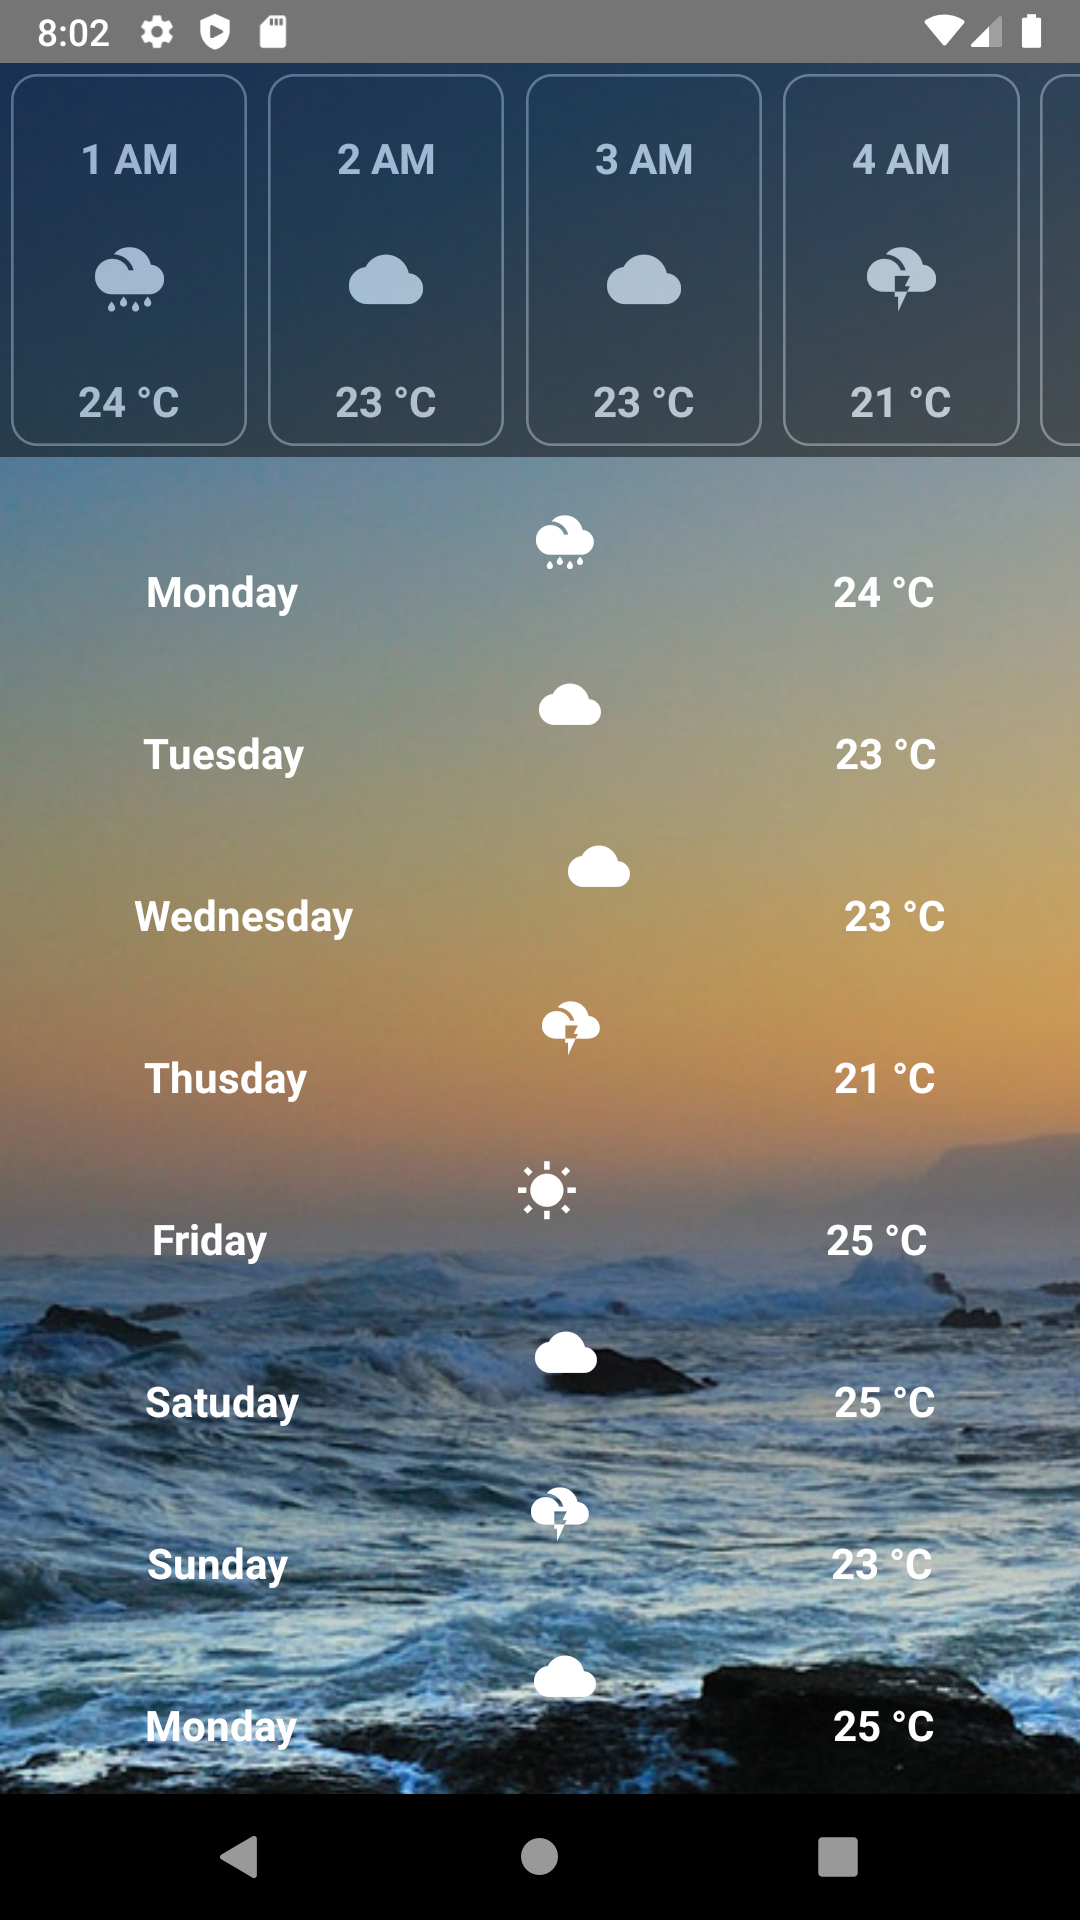 8:02
1 AM 2 AM 3 AM 4 AM
24 °C 23 °C 23 °C 21 °C
Monday 24 °C
Tuesday 23 °C
Wednesday 23 °C
Thusday 21 °C
Friday 25 °C
Satuday 25 °C
Sunday 23 °C
Monday 25 °C